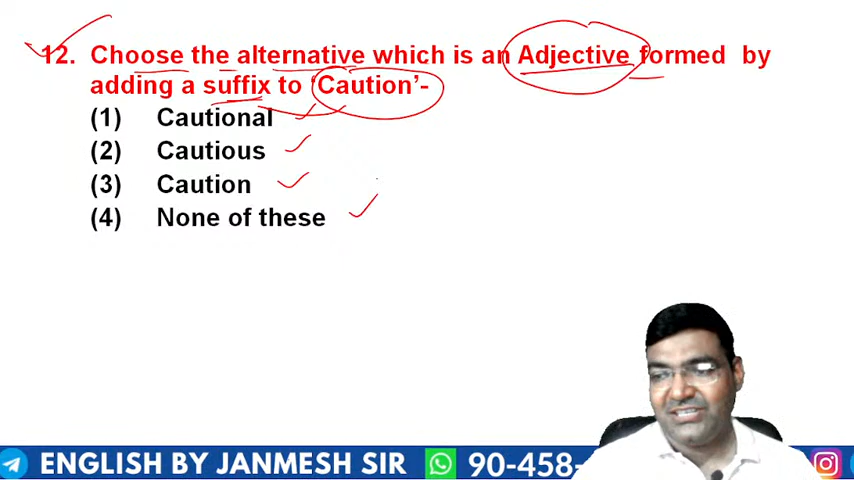 12. Choose the alternative which is an Adjective formed by
adding a suffix to 'Caution'-
(1) Cautional
(2) Cautious
(3) Caution
(4) None of these
ENGLISH BY JANMESH SIR 90-458-